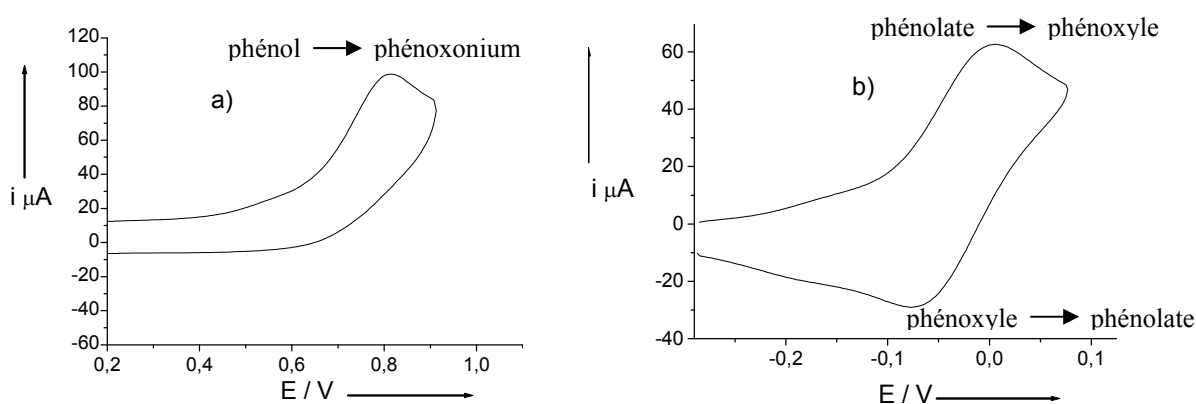 120
100
80
60
40
20
0
-20
-40
-60
i μA
phénol → phénoxonium
a)
0,2 0,4 0,6 0,8 1,0
E / V
60
40
20
0
-20
-40
i μA
phénolate → phénoxyle
b)
phénoxyle → phénolate
-0,2 -0,1 0,0 0,1
E / V